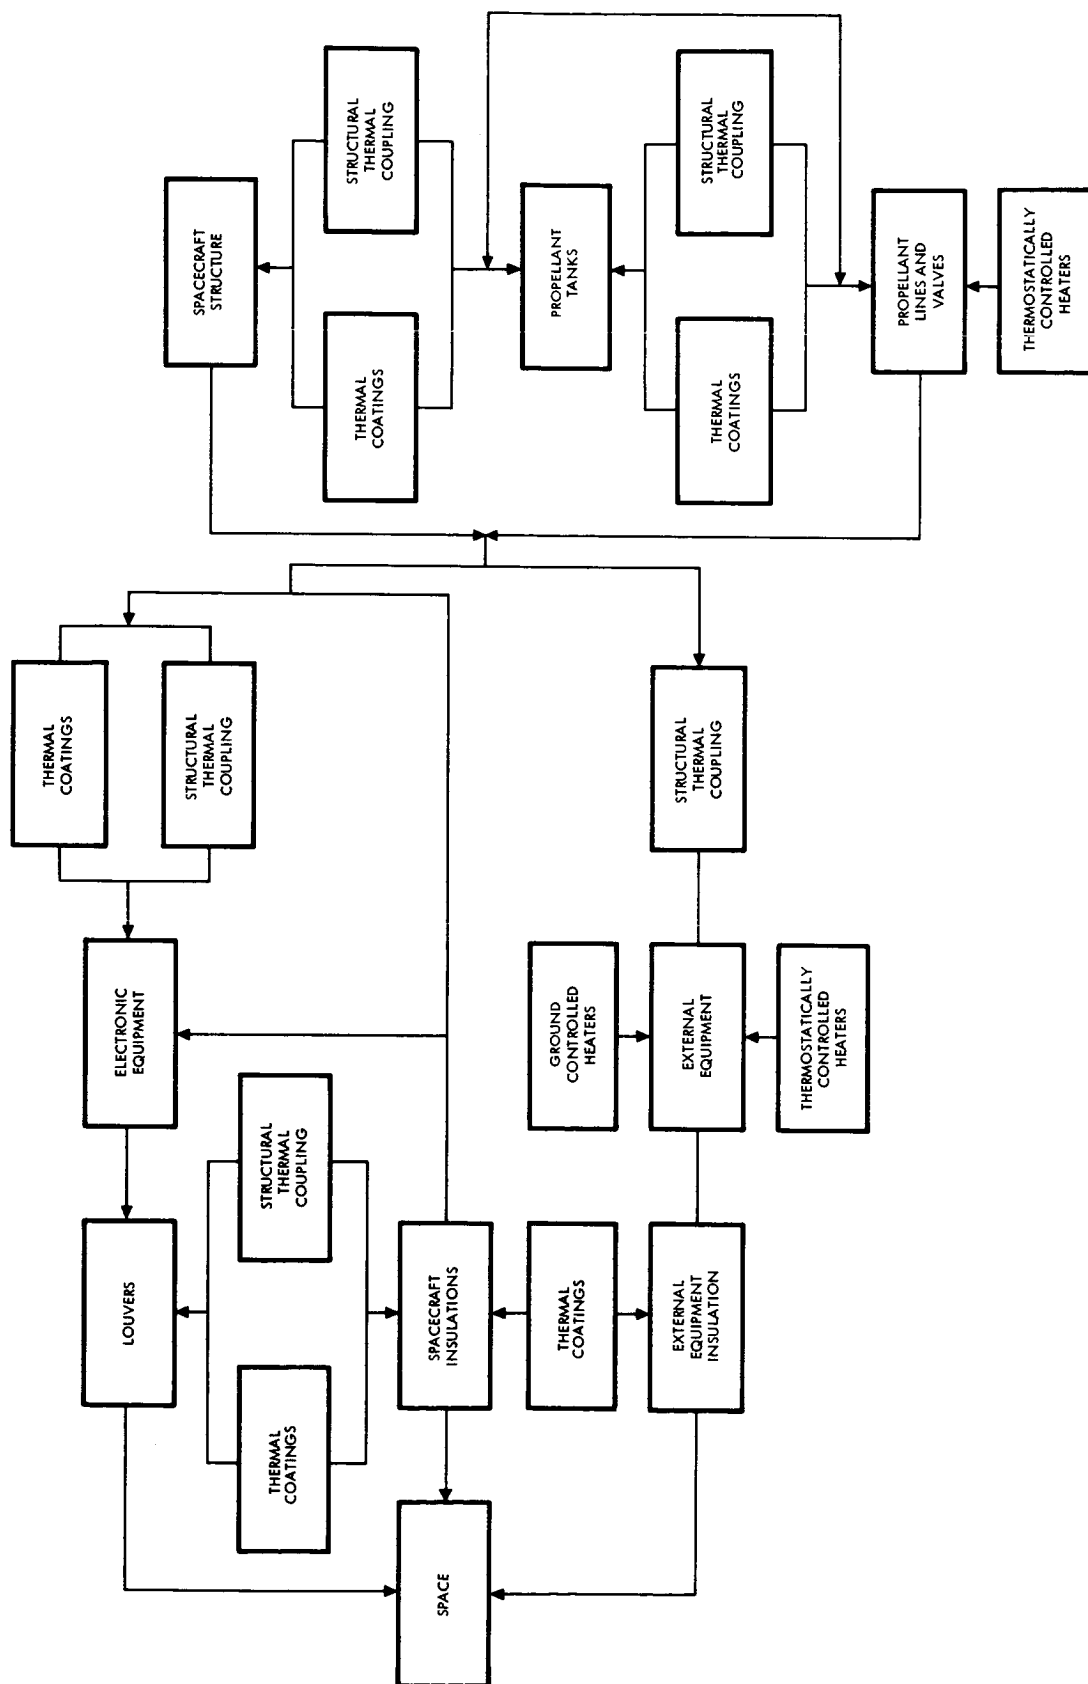 THERMAL
COATINGS
LOUVERS
ELECTRONIC
EQUIPMENT
STRUCTURAL
THERMAL
COUPLING
SPACECRAFT
STRUCTURE
THERMAL
COATINGS
STRUCTURAL
THERMAL
COUPLING
THERMAL
COATINGS
STRUCTURAL
THERMAL
COUPLING
SPACE
SPACECRAFT
INSULATIONS
THERMAL
COATINGS
GROUND
CONTROLLED
HEATERS
PROPELLANT
TANKS
EXTERNAL
EQUIPMENT
INSULATION
EXTERNAL
EQUIPMENT
STRUCTURAL
THERMAL
COUPLING
THERMAL
COATINGS
STRUCTURAL
THERMAL
COUPLING
THERMOSTATICALLY
CONTROLLED
HEATERS
PROPELLANT
LINES AND
VALVES
THERMOSTATICALLY
CONTROLLED
HEATERS